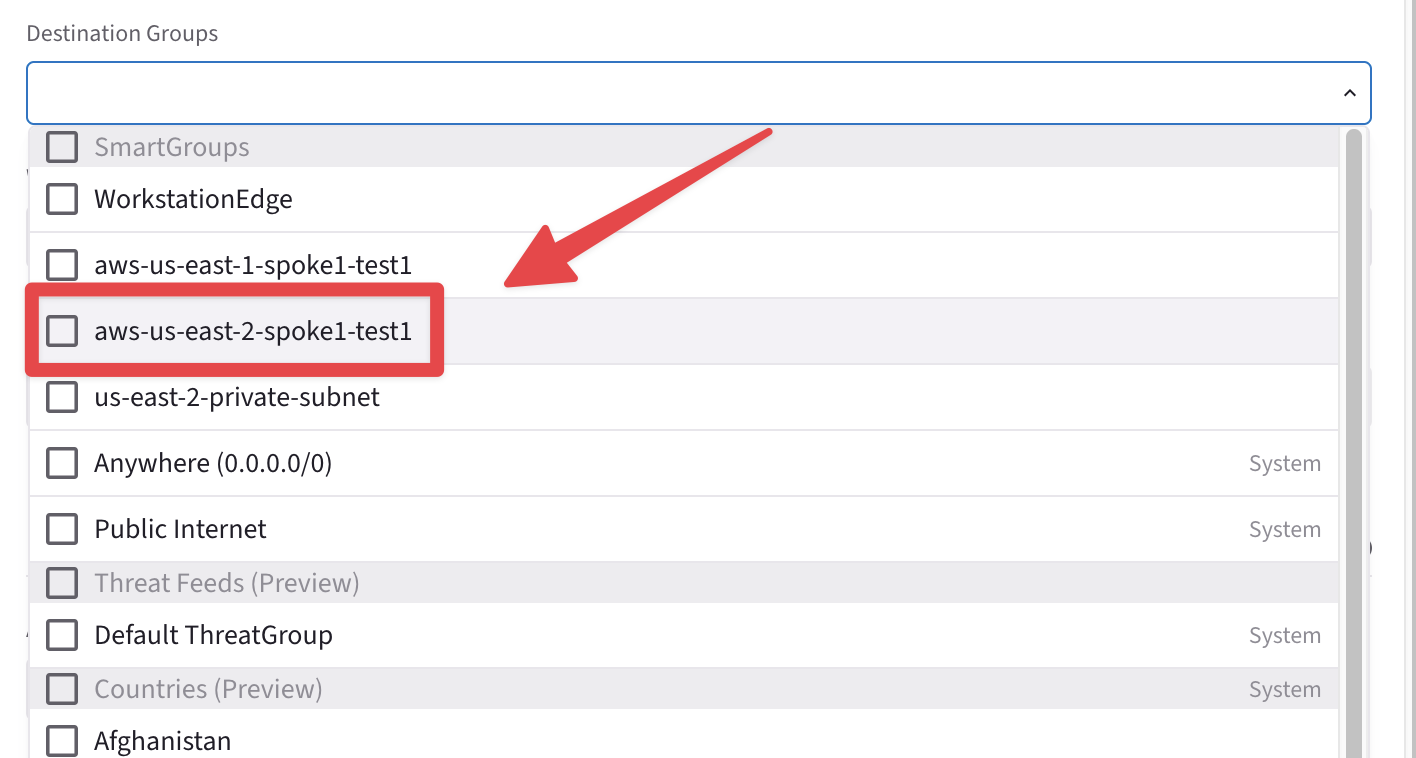 Destination Groups
SmartGroups
WorkstationEdge
aws-us-east-1-spoke1-test1
aws-us-east-2-spoke1-test1
us-east-2-private-subnet
Anywhere (0.0.0.0/0) System
Public Internet System
Threat Feeds (Preview)
Default ThreatGroup System
Countries (Preview) System
Afghanistan